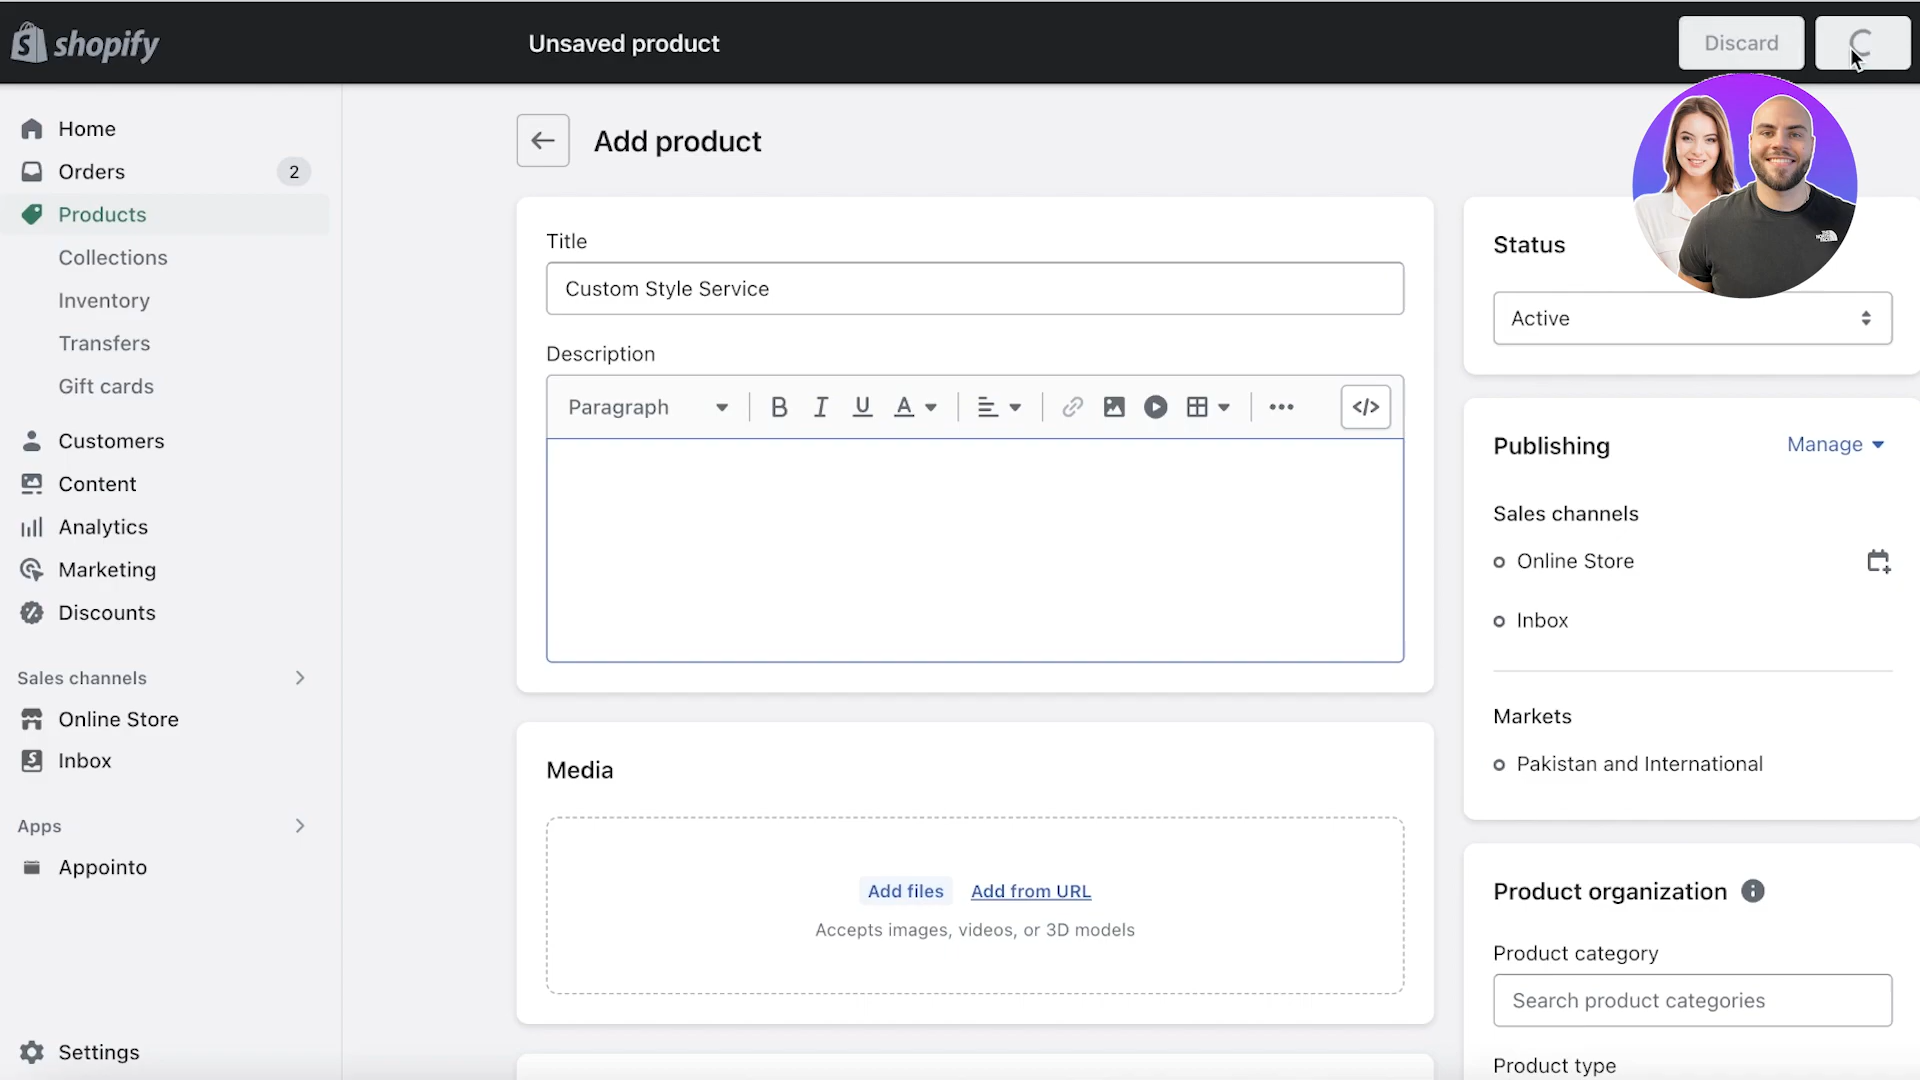 shopify
Unsaved product
Discard
Home
Orders
2
Products
Collections
Inventory
Transfers
Gift cards
Customers
Content
Analytics
Marketing
Discounts
Sales channels
Online Store
Inbox
Apps
Appointo
Settings
Add product
Title
Custom Style Service
Description
Paragraph
B I U A
</>
Media
Add files Add from URL
Accepts images, videos, or 3D models
Status
Active
Publishing
Manage
Sales channels
Online Store
Inbox
Markets
Pakistan and International
Product organization
Product category
Search product categories
Product type